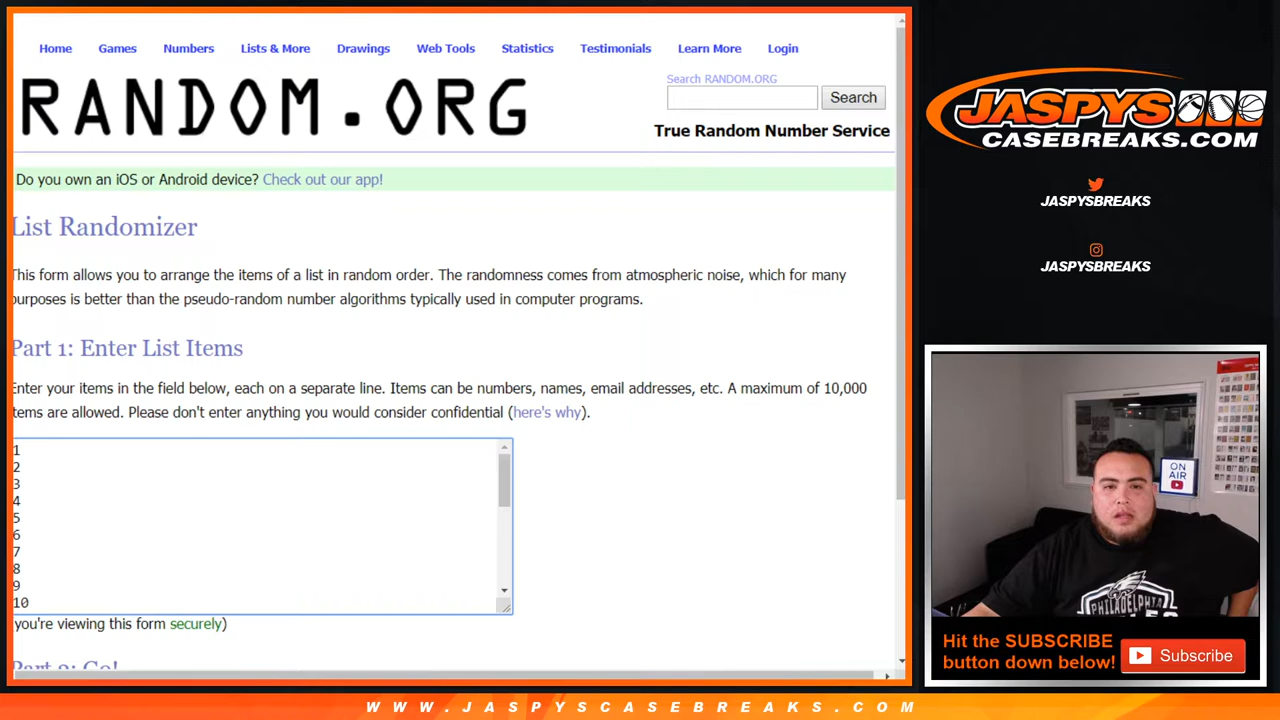 Home Games Numbers Lists & More Drawings Web Tools Statistics Testimonials Learn More Login
RANDOM.ORG
Search RANDOM.ORG
Search
True Random Number Service
Do you own an iOS or Android device? Check out our app!
List Randomizer
This form allows you to arrange the items of a list in random order. The randomness comes from atmospheric noise, which for many
purposes is better than the pseudo-random number algorithms typically used in computer programs.
Part 1: Enter List Items
Enter your items in the field below, each on a separate line. Items can be numbers, names, email addresses, etc. A maximum of 10,000
items are allowed. Please don't enter anything you would consider confidential (here's why).
1
2
3
4
5
6
7
8
9
10
you're viewing this form securely)
Part 2: Go!
JASPYS
CASEBREAKS.COM
JASPYSBREAKS
JASPYSBREAKS
ON
AIR
PHILADELPHIA
Hit the SUBSCRIBE
button down below!
Subscribe
WWW.JASPYSCASEBREAKS.COM